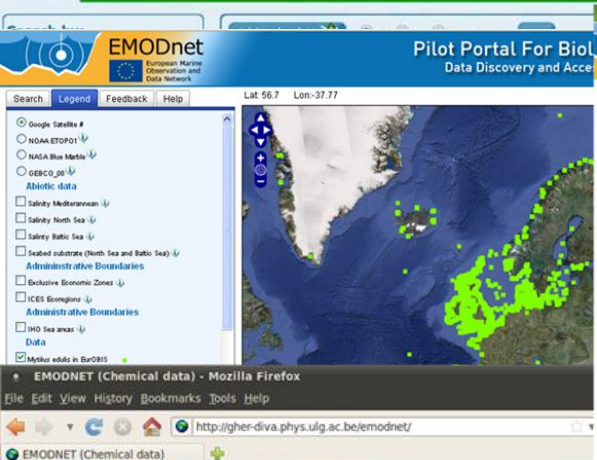 EMODnet
European Marine
Observation and
Data Network
Pilot Portal For Biol
Data Discovery and Acce
Search Legend Feedback Help
Lat: 56.7 Lon:-37.77
Google Satellite #
NOAA ETOPO1
NASA Blue Marble
GEBCO_08
Abiotic data
Salinity Mediterranean
Salinity North Sea
Salinty Baltic Sea
Seabed substrate (North Sea and Baltic Sea)
Admininstrative Boundaries
Exclusive Economic Zones
ICES Ecoregions
Administrative Boundaries
IHO Sea areas
Data
Mytilus edulis in EurOBIS
EMODNET (Chemical data) - Mozilla Firefox
File Edit View History Bookmarks Tools Help
http://gher-diva.phys.ulg.ac.be/emodnet/
EMODNET (Chemical data)